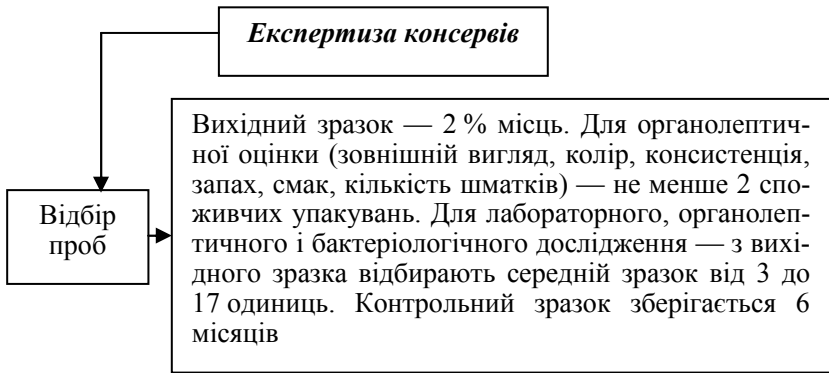 Експертиза консервів
Відбір
проб
Вихідний зразок — 2 % місць. Для органолептич-
ної оцінки (зовнішній вигляд, колір, консистенція,
запах, смак, кількість шматків) — не менше 2 спо-
живчих упакувань. Для лабораторного, органолеп-
тичного і бактеріологічного дослідження — з вихі-
дного зразка відбирають середній зразок від 3 до
17 одиниць. Контрольний зразок зберігається 6
місяців